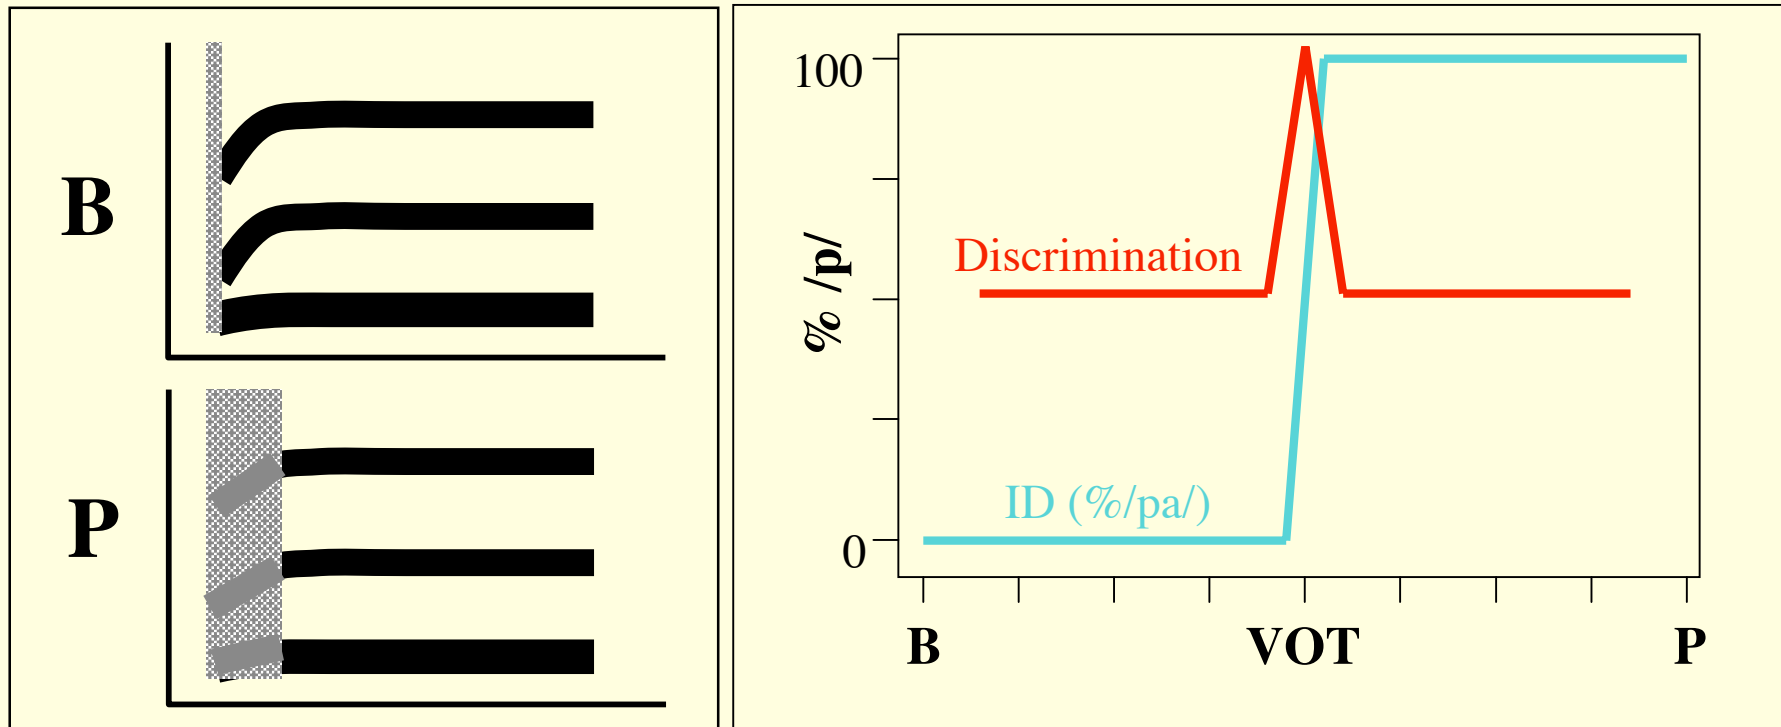 B
P
100
% /p/
Discrimination
ID (%/pa/)
0
B VOT P